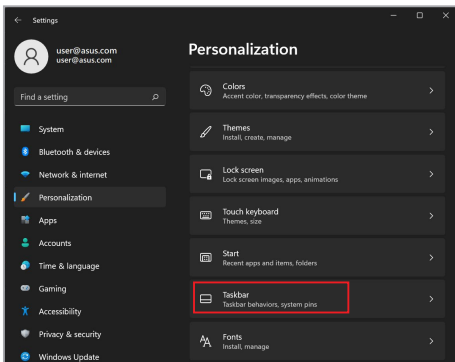 Settings
user@asus.com
user@asus.com
Find a setting
System
Bluetooth & devices
Network & internet
Personalization
Apps
Accounts
Time & language
Gaming
Accessibility
Privacy & security
Windows Update
Personalization
Colors
Accent color, transparency effects, color theme
Themes
Install, create, manage
Lock screen
Lock screen images, apps, animations
Touch keyboard
Themes, size
Start
Recent apps and items, folders
Taskbar
Taskbar behaviors, system pins
Fonts
Install, manage